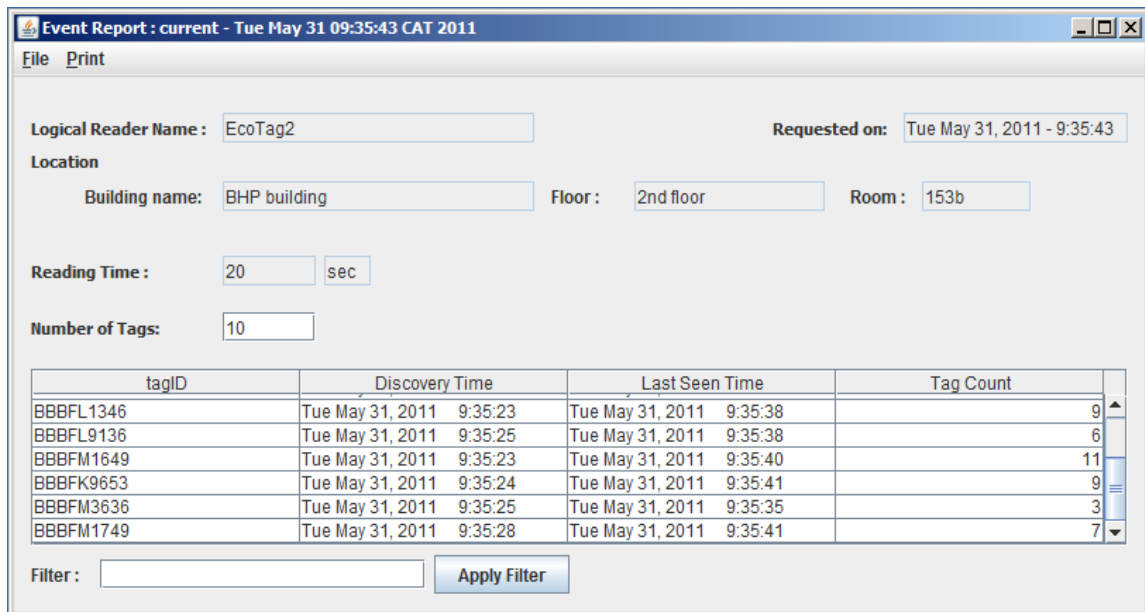 Event Report : current - Tue May 31 09:35:43 CAT 2011
File Print
Logical Reader Name : EcoTag2 Requested on: Tue May 31, 2011 - 9:35:43
Location
Building name: BHP building Floor : 2nd floor Room : 153b
Reading Time : 20 sec
Number of Tags: 10
tagID Discovery Time Last Seen Time Tag Count
BBBFL1346 Tue May 31, 2011 9:35:23 Tue May 31, 2011 9:35:38 9
BBBFL9136 Tue May 31, 2011 9:35:25 Tue May 31, 2011 9:35:38 6
BBBFM1649 Tue May 31, 2011 9:35:23 Tue May 31, 2011 9:35:40 11
BBBFK9653 Tue May 31, 2011 9:35:24 Tue May 31, 2011 9:35:41 9
BBBFM3636 Tue May 31, 2011 9:35:25 Tue May 31, 2011 9:35:35 3
BBBFM1749 Tue May 31, 2011 9:35:28 Tue May 31, 2011 9:35:41 7
Filter : Apply Filter